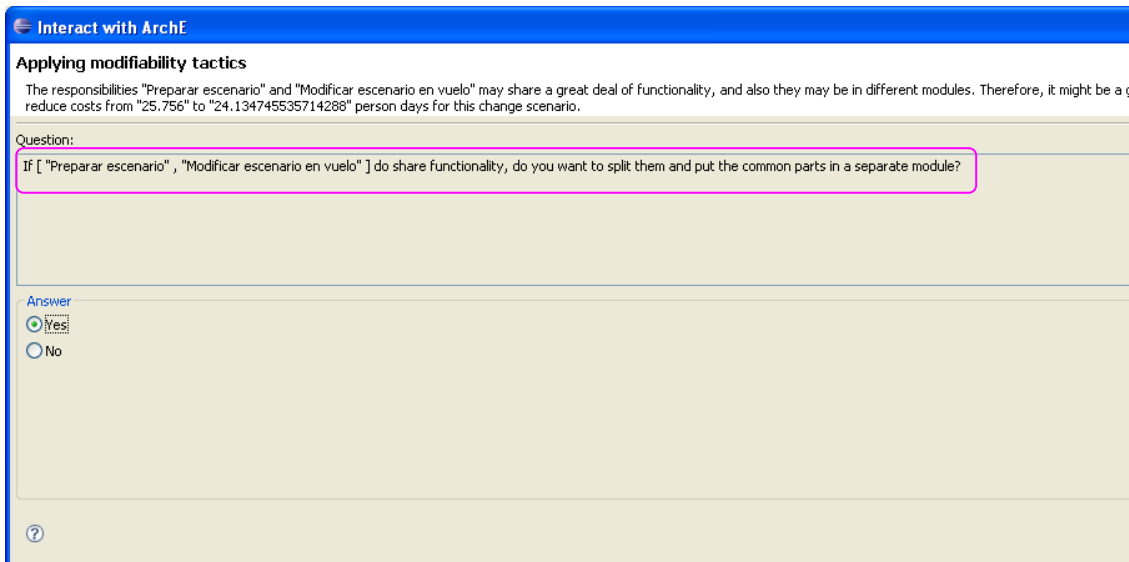 Interact with ArchE
Applying modifiability tactics
The responsibilities "Preparar escenario" and "Modificar escenario en vuelo" may share a great deal of functionality, and also they may be in different modules. Therefore, it might be a
reduce costs from "25.756" to "24.134745535714288" person days for this change scenario.
Question:
If [ "Preparar escenario" , "Modificar escenario en vuelo" ] do share functionality, do you want to split them and put the common parts in a separate module?
Answer
Yes
No
?